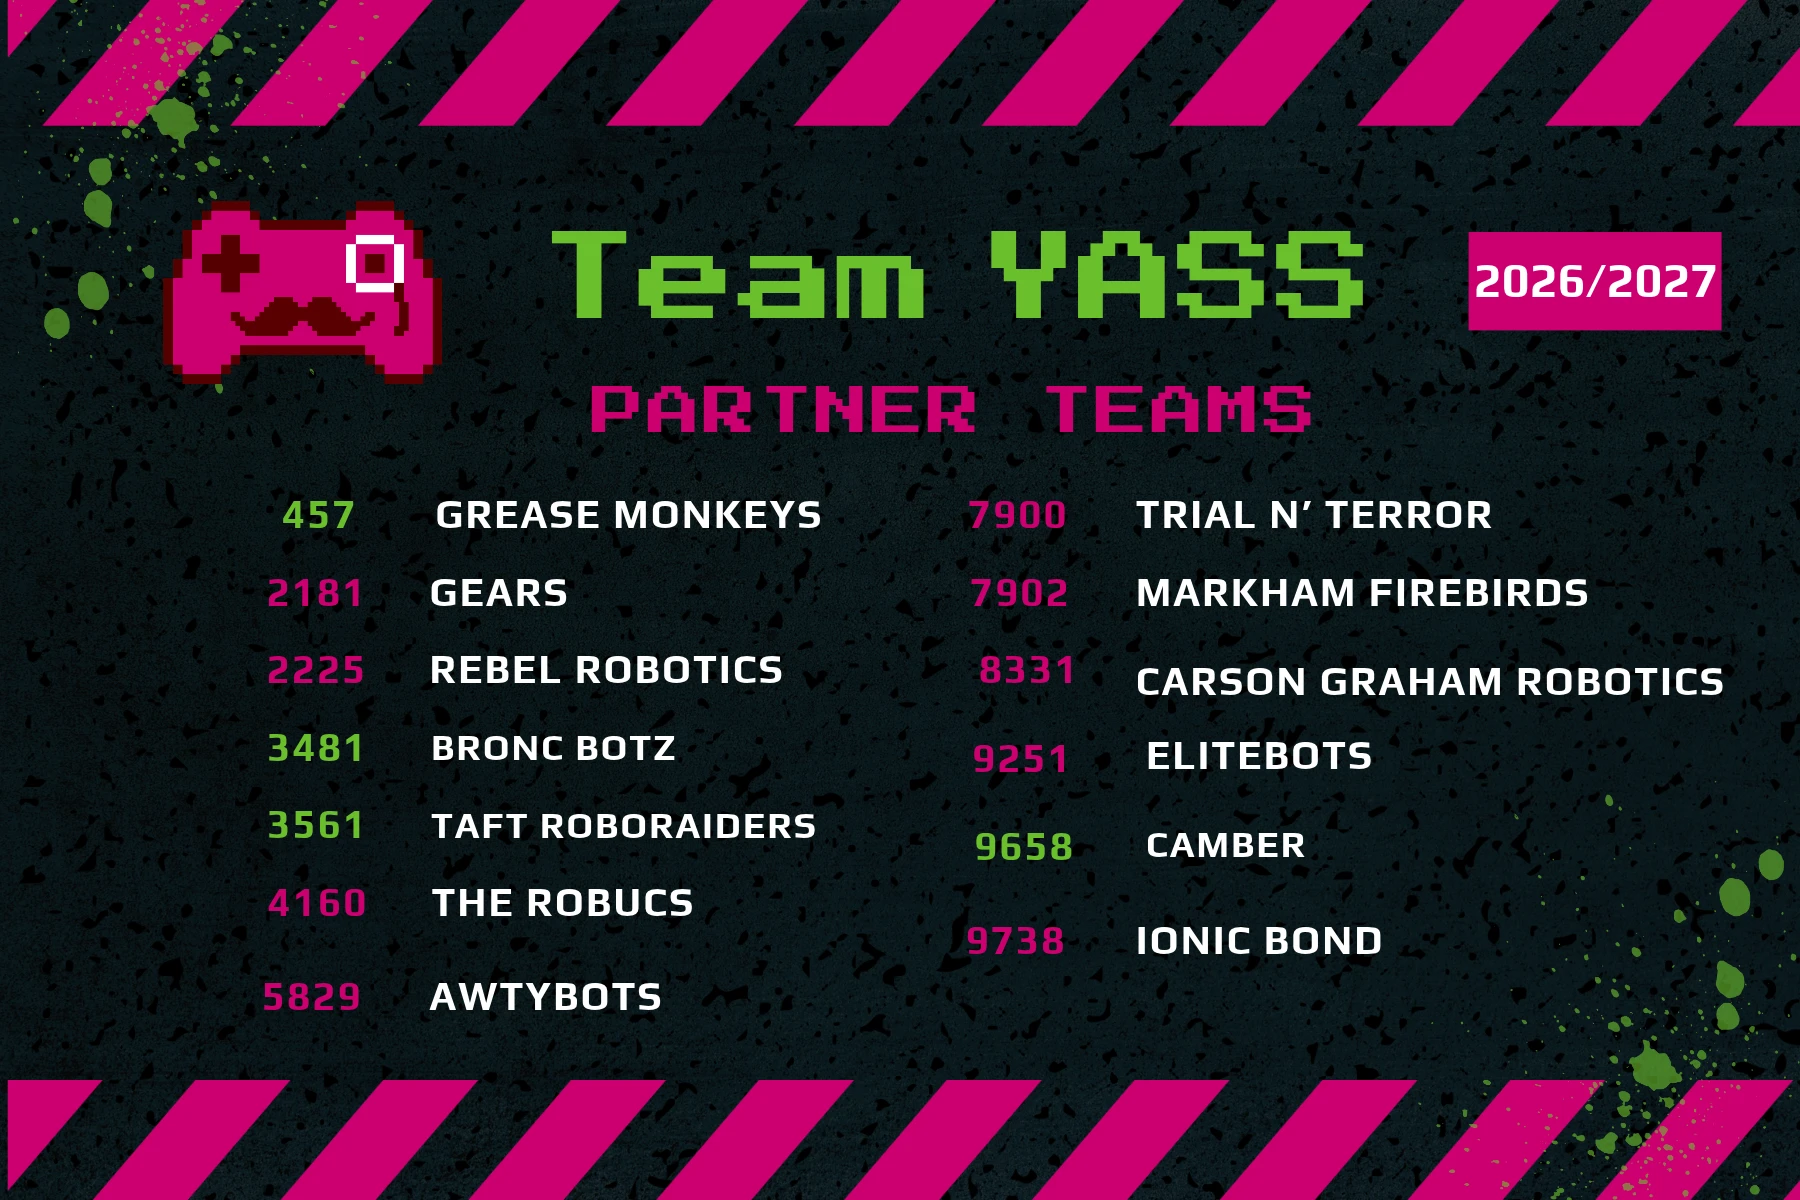 Team YASS
2026/2027
PARTNER TEAMS
457 GREASE MONKEYS
2181 GEARS
2225 REBEL ROBOTICS
3481 BRONC BOTZ
3561 TAFT ROBORAIDERS
4160 THE ROBUCS
5829 AWTYBOTS
7900 TRIAL N’ TERROR
7902 MARKHAM FIREBIRDS
8331 CARSON GRAHAM ROBOTICS
9251 ELITEBOTS
9658 CAMBER
9738 IONIC BOND